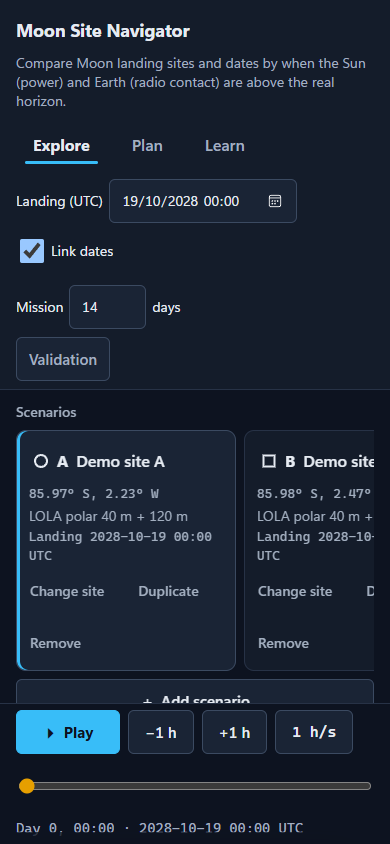 Moon Site Navigator
Compare Moon landing sites and dates by when the Sun
(power) and Earth (radio contact) are above the real
horizon.
Explore Plan Learn
Landing (UTC) 19/10/2028 00:00
Link dates
Mission 14 days
Validation
Scenarios
A Demo site A
85.97° S, 2.23° W
LOLA polar 40 m + 120 m
Landing 2028-10-19 00:00
UTC
Change site Duplicate
Remove
B Demo site
85.98° S, 2.47°
LOLA polar 40 m +
Landing 2028-10-
UTC
Change site D
Remove
+ Add scenario
Play −1 h +1 h 1 h/s
Day 0, 00:00 · 2028-10-19 00:00 UTC